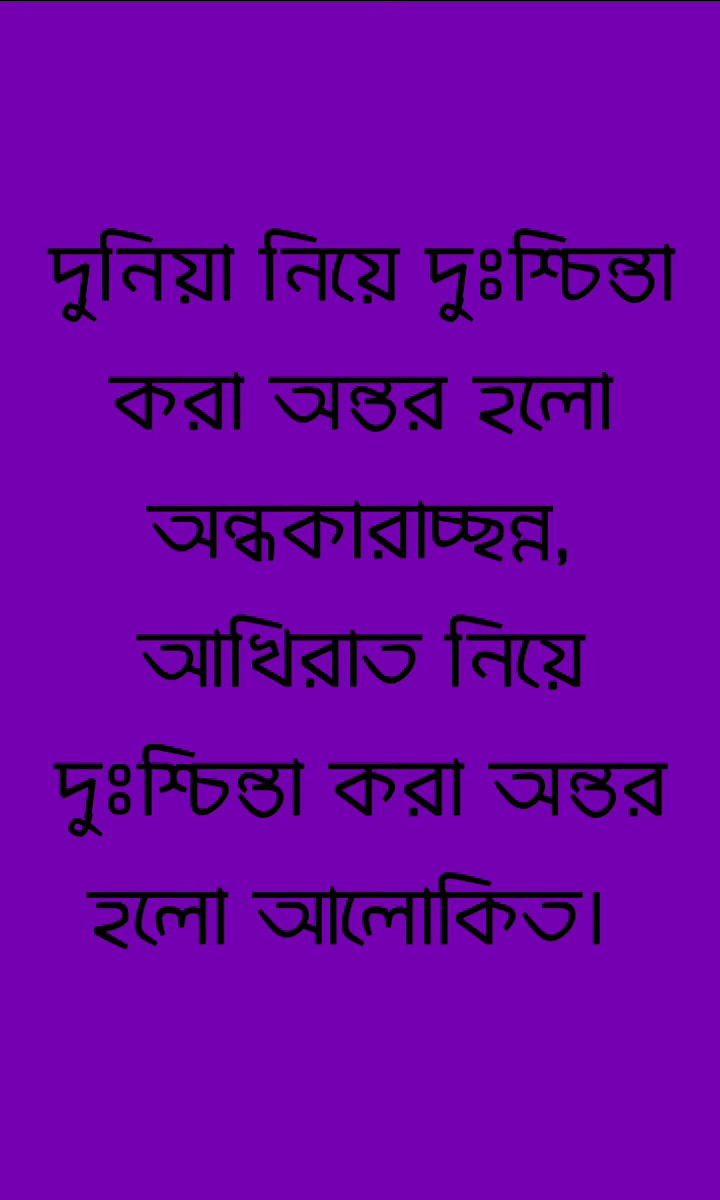 দুনিয়া নিয়ে দুঃশ্চিন্তা
করা অন্তর হলো
অন্ধকারাচ্ছন্ন,
আখিরাত নিয়ে
দুঃশ্চিন্তা করা অন্তর
হলো আলোকিত।